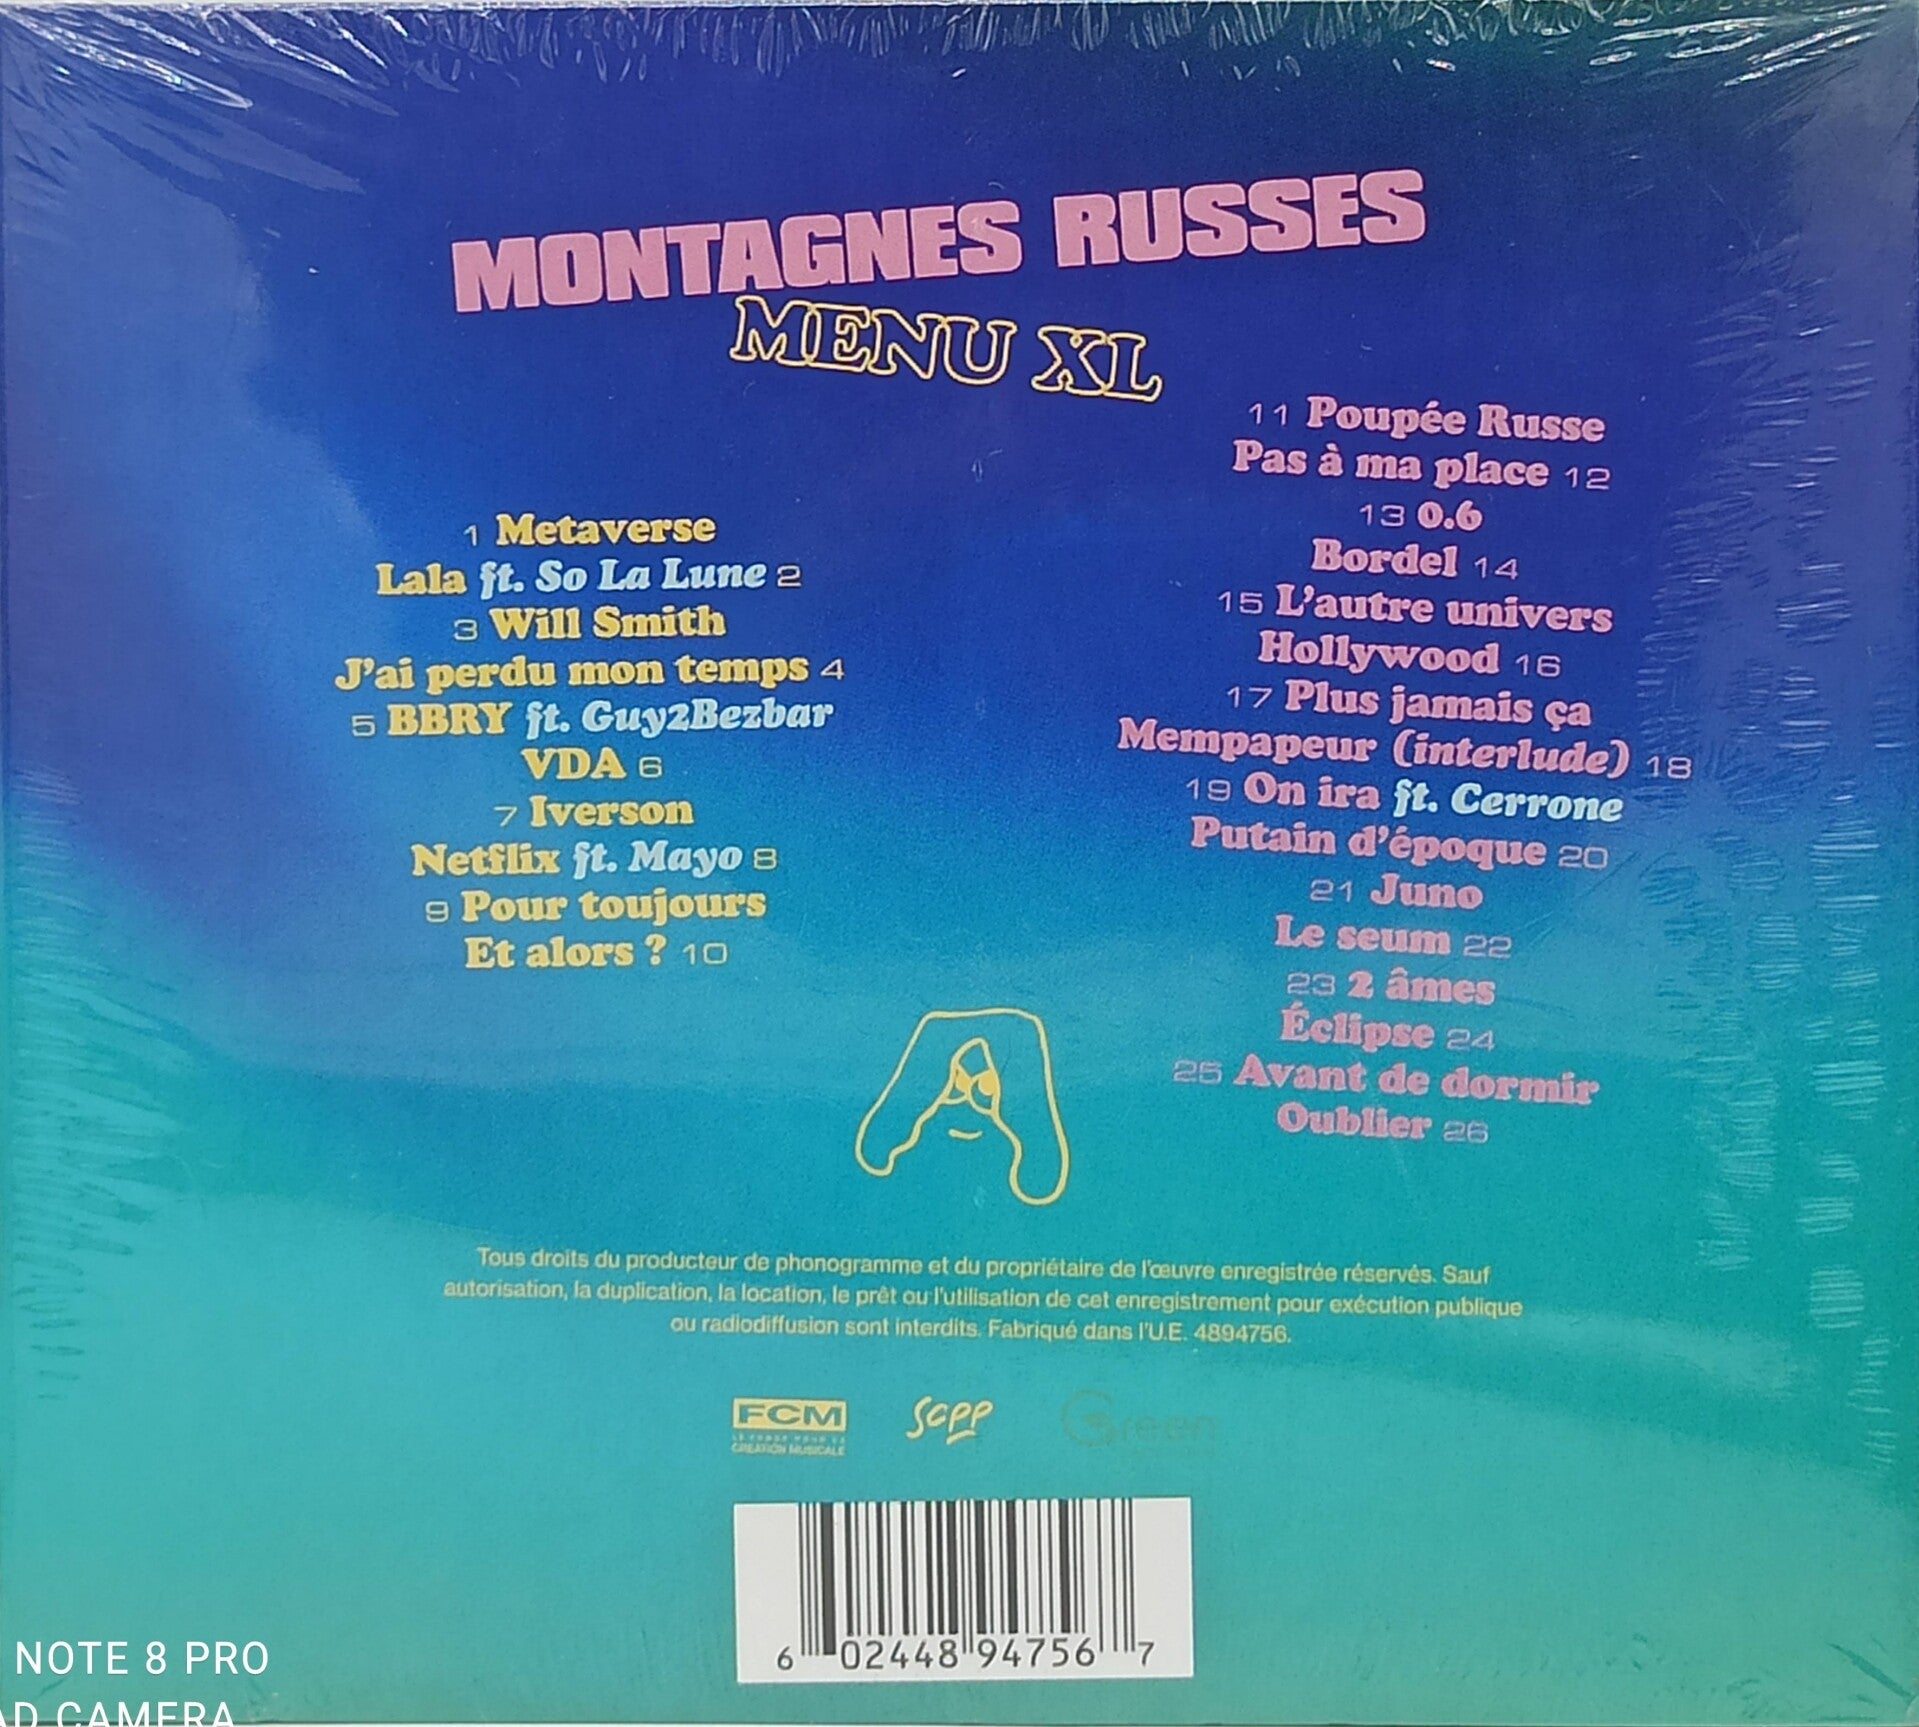 MONTAGNES RUSSES
MENU XL
1 Metaverse
Lala ft. So La Lune 2
3 Will Smith
J'ai perdu mon temps 4
5 BBRY ft. Guy2Bezbar
VDA 6
7 Iverson
Netflix ft. Mayo 8
9 Pour toujours
Et alors ? 10
11 Poupée Russe
Pas à ma place 12
13 0.6
Bordel 14
15 L'autre univers
Hollywood 16
17 Plus jamais ça
Mempapeur (interlude) 18
19 On ira ft. Cerrone
Putain d'époque 20
21 Juno
Le seum 22
23 2 âmes
Éclipse 24
25 Avant de dormir
Oublier 26
Tous droits du producteur de phonogramme et du propriétaire de l'œuvre enregistrée réservés. Sauf
autorisation, la duplication, la location, le prêt ou l'utilisation de cet enregistrement pour exécution publique
ou radiodiffusion sont interdits. Fabriqué dans l'U.E. 4894756.
FCM
CRÉATION MUSICALE
SCPP
Green
6 02448 94756 7
NOTE 8 PRO
AD CAMERA